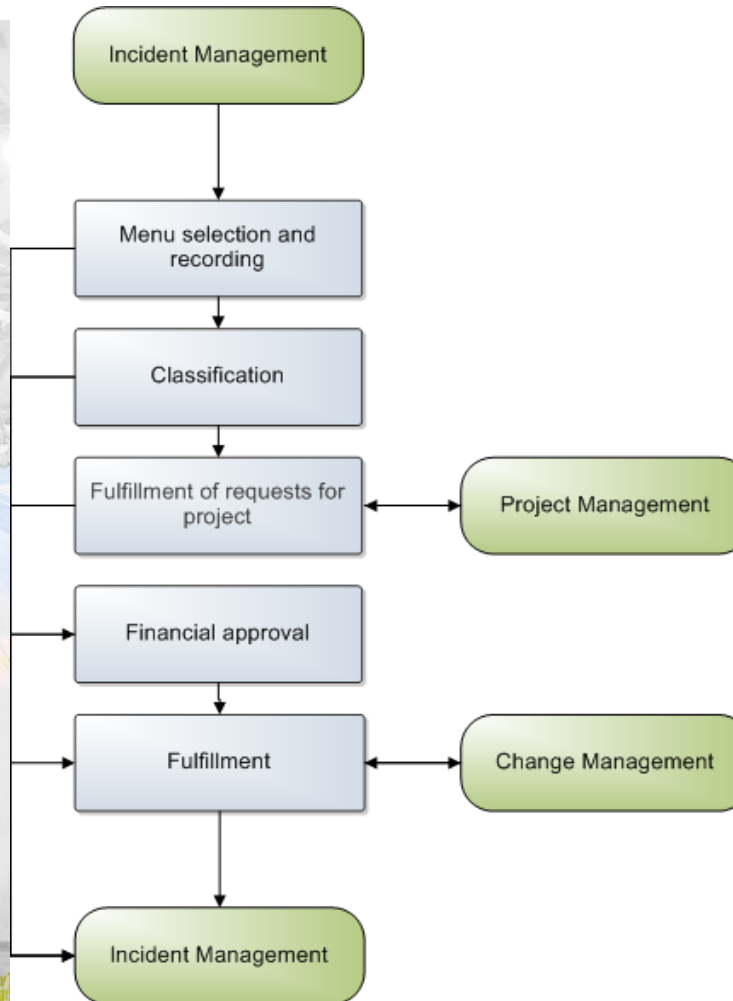 Incident Management
Menu selection and
recording
Classification
Fulfillment of requests for
project
Project Management
Financial approval
Fulfillment
Change Management
Incident Management